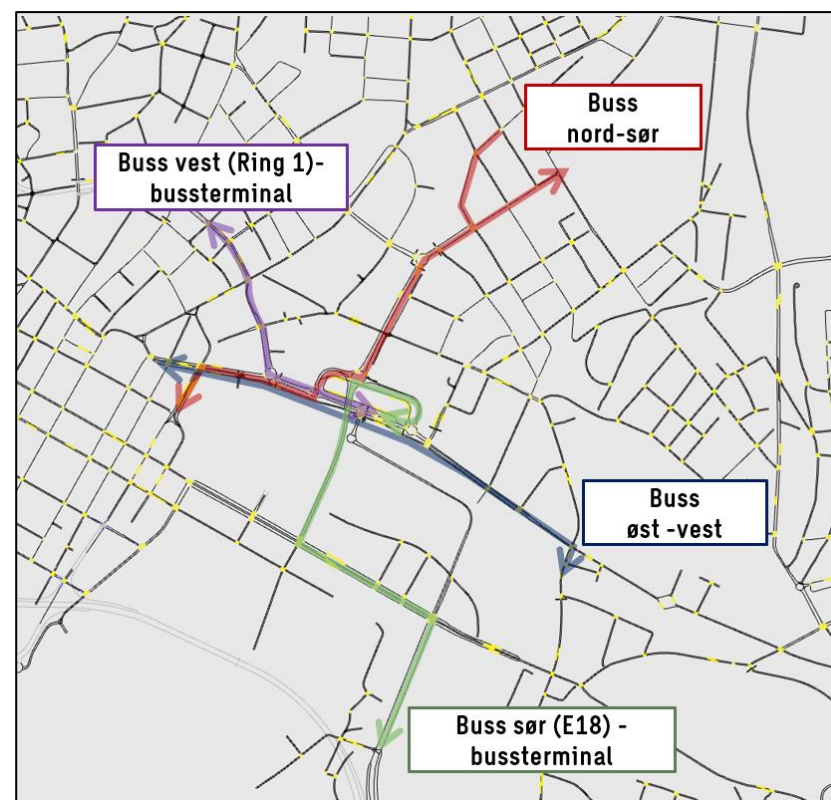 Buss
nord-sør
Buss vest (Ring 1)-
bussterminal
Buss
øst -vest
Buss sør (E18) -
bussterminal